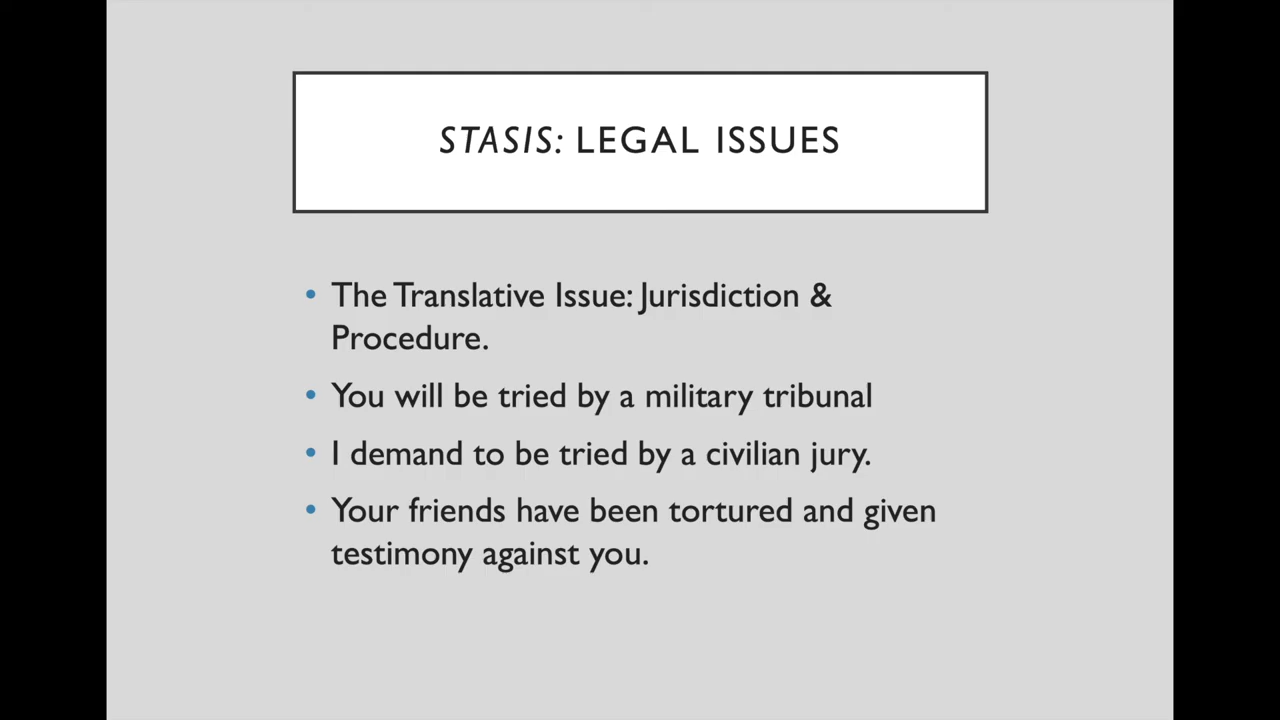 STASIS: LEGAL ISSUES
• The Translative Issue: Jurisdiction &
Procedure.
• You will be tried by a military tribunal
• I demand to be tried by a civilian jury.
• Your friends have been tortured and given
testimony against you.